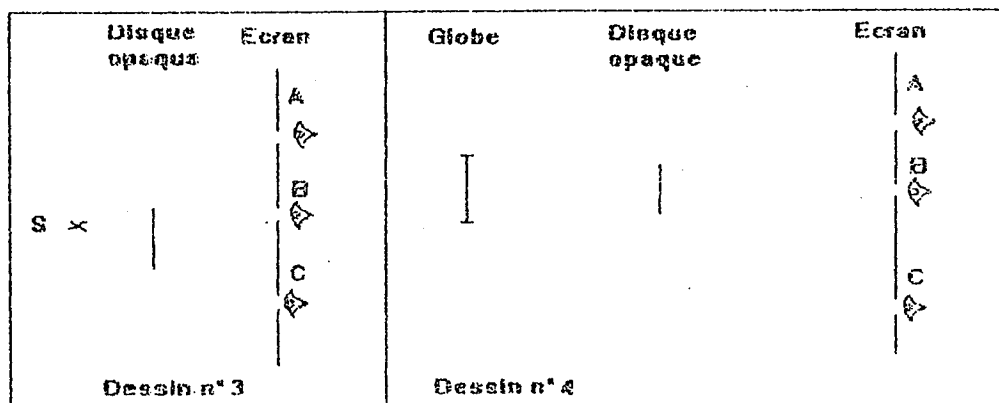 Disque opaque
Ecran
A
B
C
S
Dessin n° 3
Globe
Disque opaque
Ecran
A
B
C
Dessin n° 4